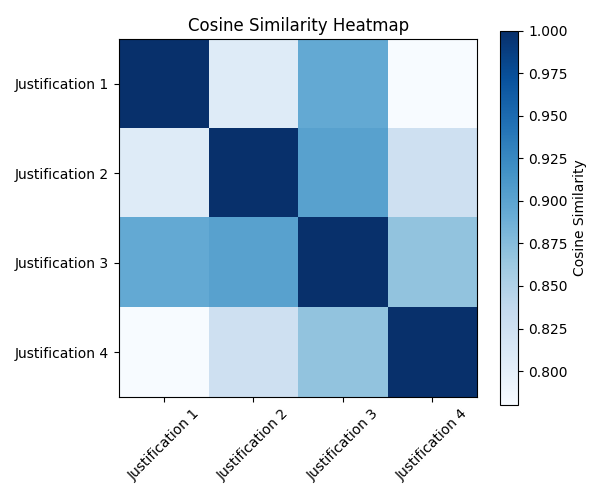 Cosine Similarity Heatmap
Justification 1
Justification 2
Justification 3
Justification 4
Justification 1
Justification 2
Justification 3
Justification 4
1.000
0.975
0.950
0.925
0.900
0.875
0.850
0.825
0.800
Cosine Similarity